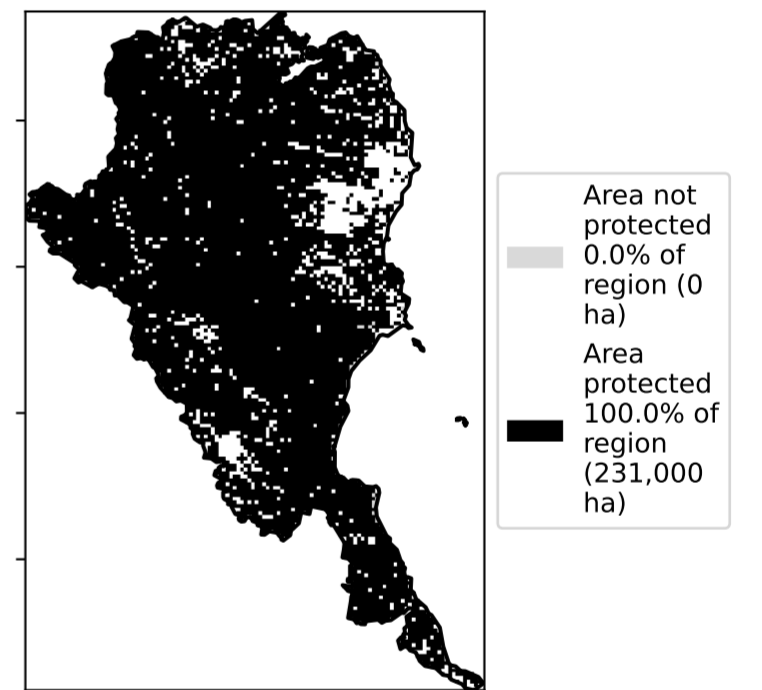 Area not
protected
0.0% of
region (0
ha)
Area
protected
100.0% of
region
(231,000
ha)